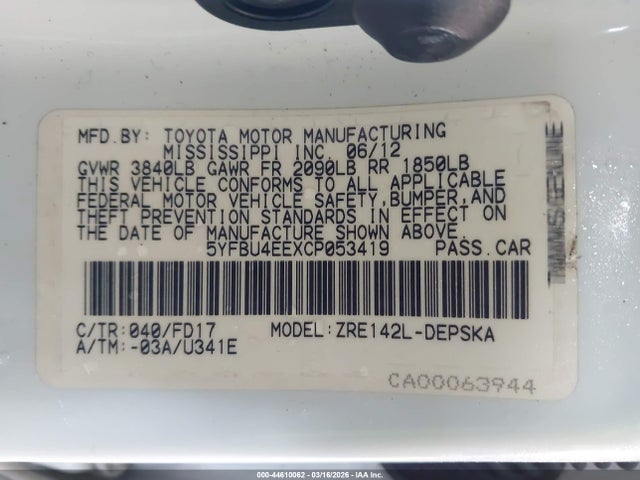 MFD.BY: TOYOTA MOTOR MANUFACTURING
MISSISSIPPI INC. 06/12
GVWR 3840LB GAWR FR 2090LB RR 1850LB
THIS VEHICLE CONFORMS TO ALL APPLICABLE
FEDERAL MOTOR VEHICLE SAFETY,BUMPER,AND
THEFT PREVENTION STANDARDS IN EFFECT ON
THE DATE OF MANUFACTURE SHOWN ABOVE.
5YFBU4EEXCP053419 PASS.CAR
C/TR:040/FD17 MODEL:ZRE142L-DEPSKA
A/TM:-03A/U341E
CA00063944
000-44610062 - 03/16/2026 - IAA Inc.